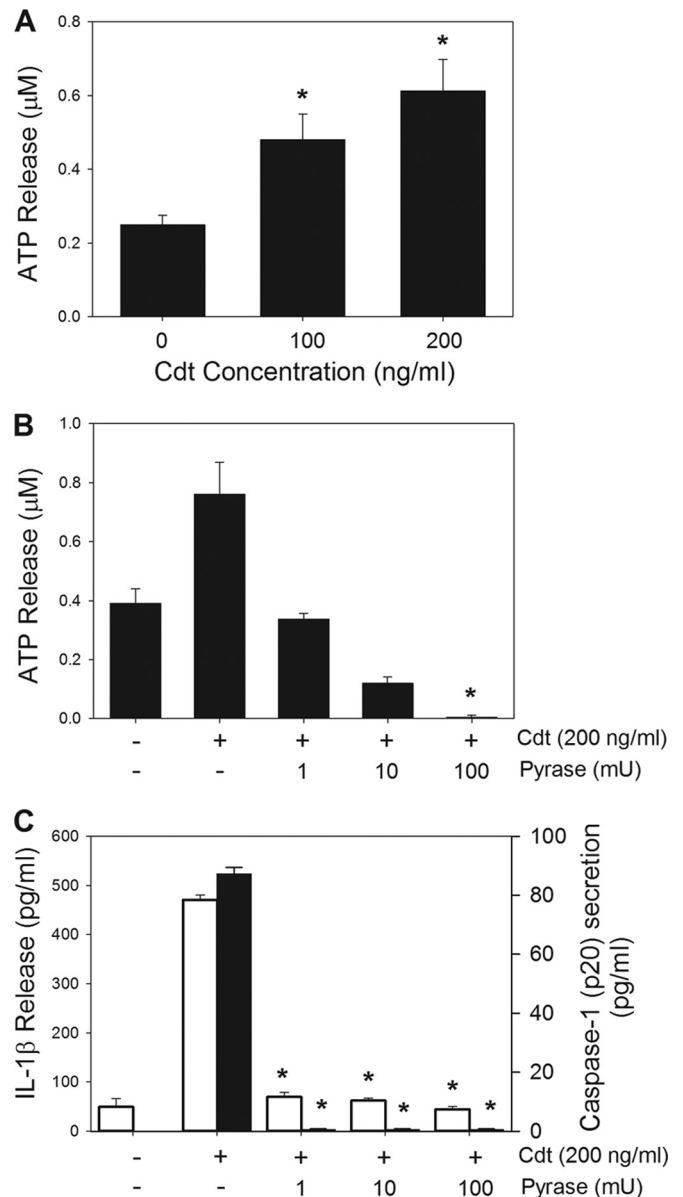 A
ATP Release (μM)
0.8
0.6
0.4
0.2
0.0
* *
0 100 200
Cdt Concentration (ng/ml)
B
ATP Release (μM)
1.0
0.8
0.6
0.4
0.2
0.0
*
- + + + + Cdt (200 ng/ml)
- - 1 10 100 Pyrase (mU)
C
IL-1β Release (pg/ml)
600
500
400
300
200
100
0
* * * * * *
100
80
60
40
20
0
Caspase-1 (p20) secretion
(pg/ml)
- + + + + Cdt (200 ng/ml)
- - 1 10 100 Pyrase (mU)